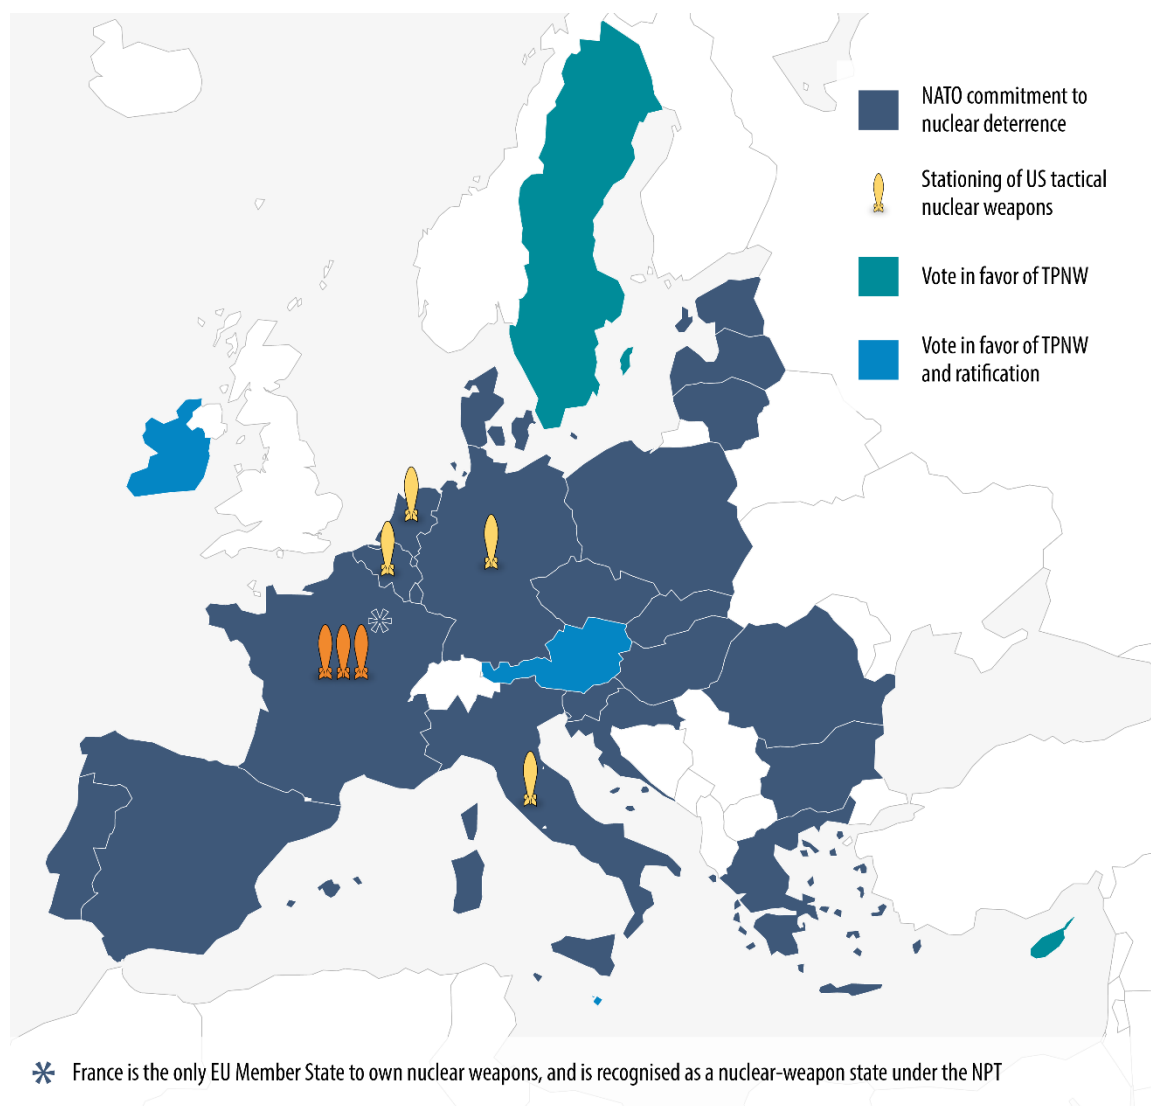 NATO commitment to
nuclear deterrence
Stationing of US tactical
nuclear weapons
Vote in favor of TPNW
Vote in favor of TPNW
and ratification
* France is the only EU Member State to own nuclear weapons, and is recognised as a nuclear-weapon state under the NPT